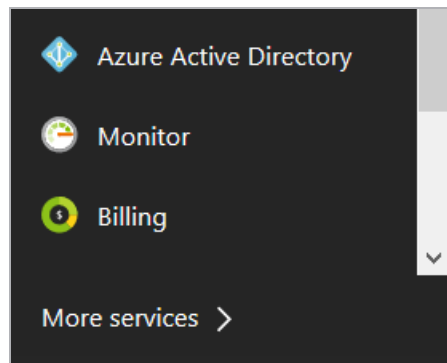 Azure Active Directory
Monitor
Billing
More services